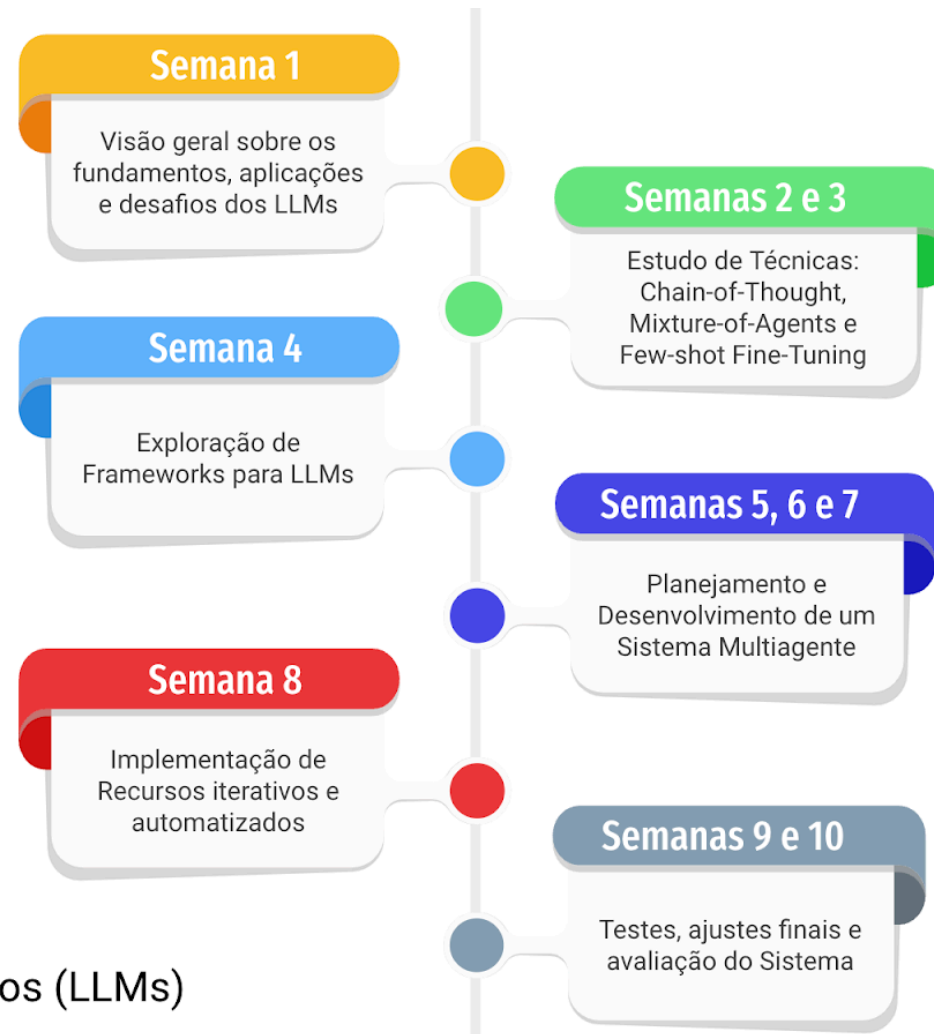 Semana 1
Visão geral sobre os
fundamentos, aplicações
e desafios dos LLMs
Semanas 2 e 3
Estudo de Técnicas:
Chain-of-Thought,
Mixture-of-Agents e
Few-shot Fine-Tuning
Semana 4
Exploração de
Frameworks para LLMs
Semanas 5, 6 e 7
Planejamento e
Desenvolvimento de um
Sistema Multiagente
Semana 8
Implementação de
Recursos iterativos e
automatizados
Semanas 9 e 10
Testes, ajustes finais e
avaliação do Sistema
os (LLMs)